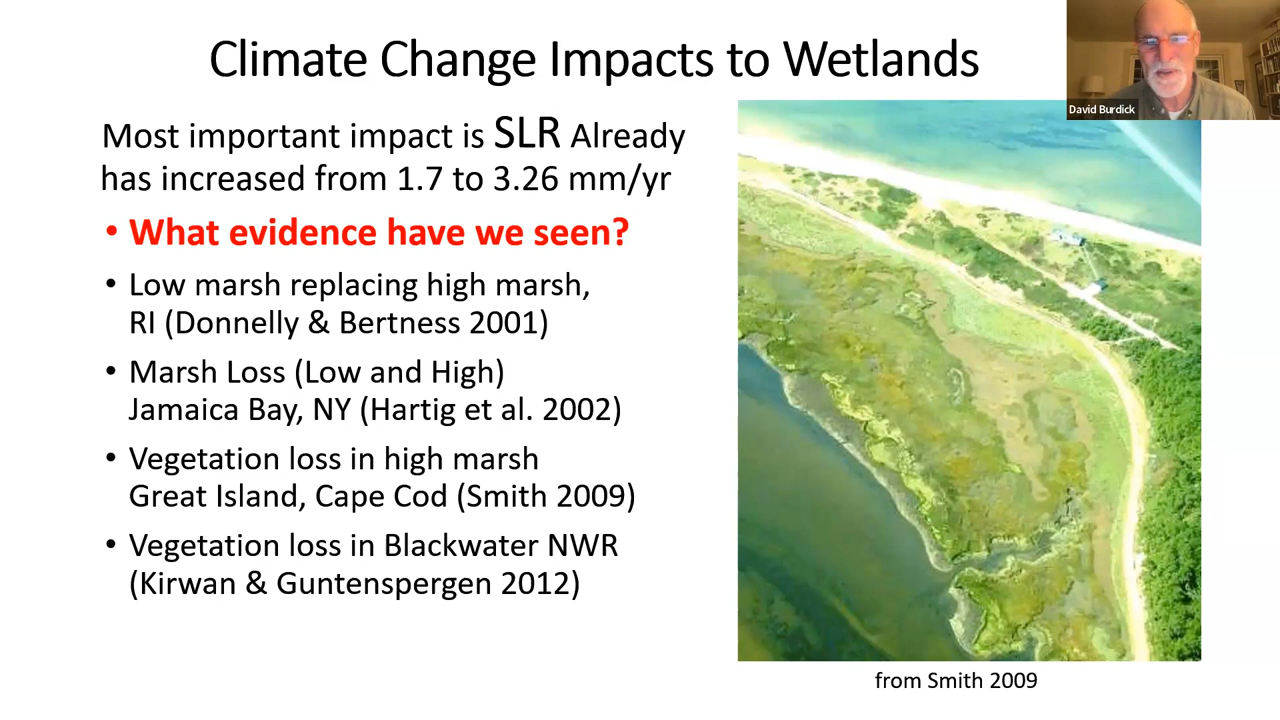 Climate Change Impacts to Wetlands
David Burdick
Most important impact is SLR Already
has increased from 1.7 to 3.26 mm/yr
• What evidence have we seen?
• Low marsh replacing high marsh,
RI (Donnelly & Bertness 2001)
• Marsh Loss (Low and High)
Jamaica Bay, NY (Hartig et al. 2002)
• Vegetation loss in high marsh
Great Island, Cape Cod (Smith 2009)
• Vegetation loss in Blackwater NWR
(Kirwan & Guntenspergen 2012)
from Smith 2009